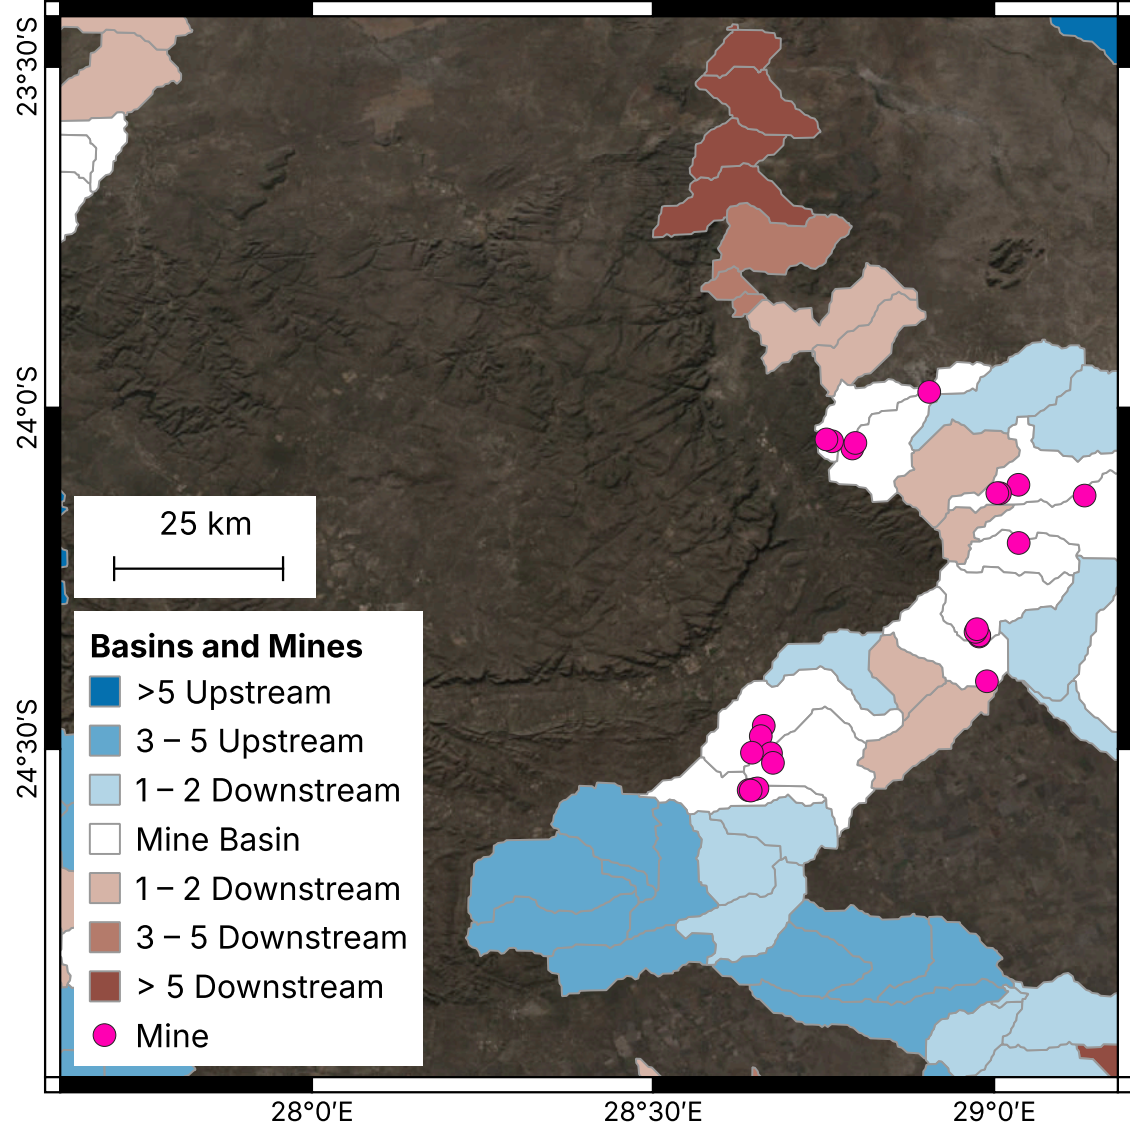 23°30'S
24°0'S
24°30'S
25 km
Basins and Mines
>5 Upstream
3 – 5 Upstream
1 – 2 Downstream
Mine Basin
1 – 2 Downstream
3 – 5 Downstream
> 5 Downstream
Mine
28°0'E
28°30'E
29°0'E